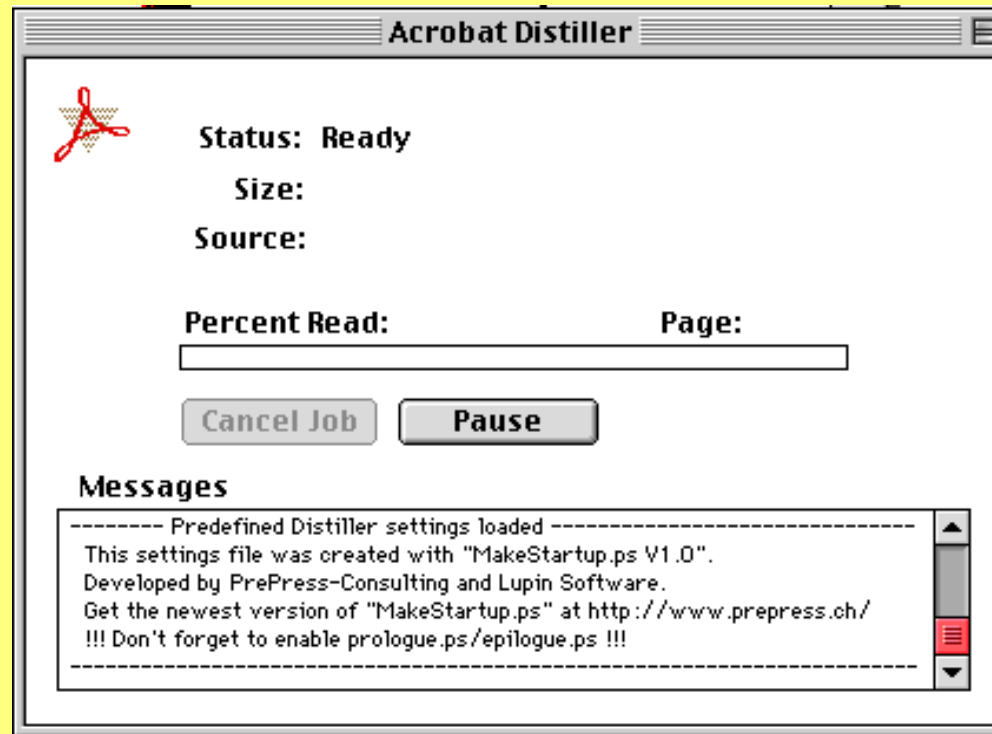 Acrobat Distiller
Status: Ready
Size:
Source:
Percent Read: Page:
Cancel Job Pause
Messages
-------- Predefined Distiller settings loaded --------------------------------
This settings file was created with "MakeStartup.ps V1.0".
Developed by PrePress-Consulting and Lupin Software.
Get the newest version of "MakeStartup.ps" at http://www.prepress.ch/
!!! Don't forget to enable prologue.ps/epilogue.ps !!!
--------------------------------------------------------------------------